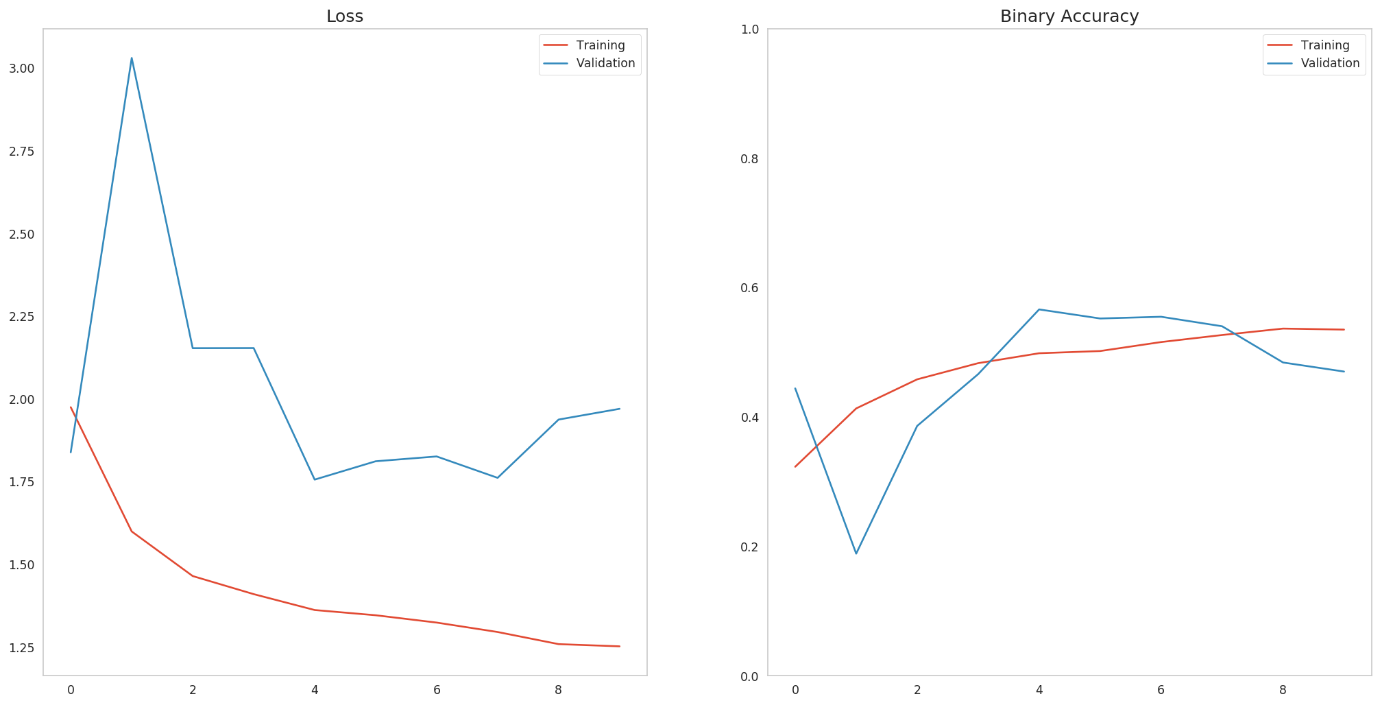 Loss
Training
Validation
3.00
2.75
2.50
2.25
2.00
1.75
1.50
1.25
0 2 4 6 8
Binary Accuracy
Training
Validation
1.0
0.8
0.6
0.4
0.2
0.0
0 2 4 6 8